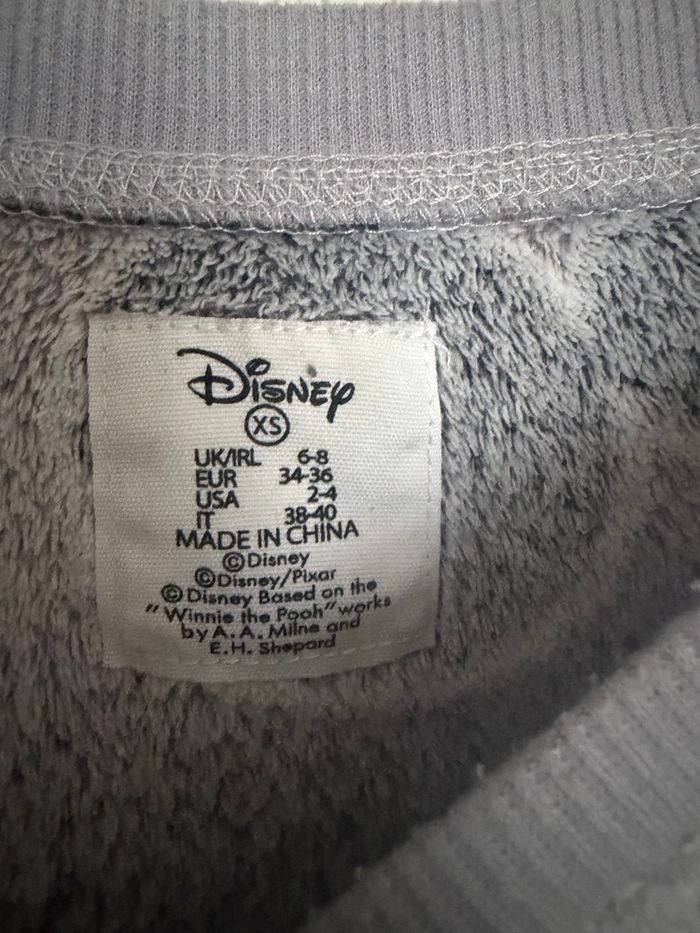 Disney
XS
UK/IRL 6-8
EUR 34-36
USA 2-4
IT 38-40
MADE IN CHINA
©Disney
©Disney/Pixar
©Disney Based on the
"Winnie the Pooh" works
by A.A. Milne and
E.H. Shepard